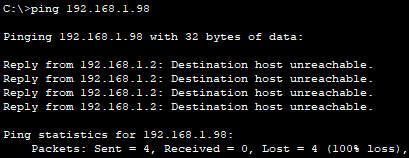 C:\>ping 192.168.1.98
Pinging 192.168.1.98 with 32 bytes of data:
Reply from 192.168.1.2: Destination host unreachable.
Reply from 192.168.1.2: Destination host unreachable.
Reply from 192.168.1.2: Destination host unreachable.
Reply from 192.168.1.2: Destination host unreachable.
Ping statistics for 192.168.1.98:
    Packets: Sent = 4, Received = 0, Lost = 4 (100% loss),